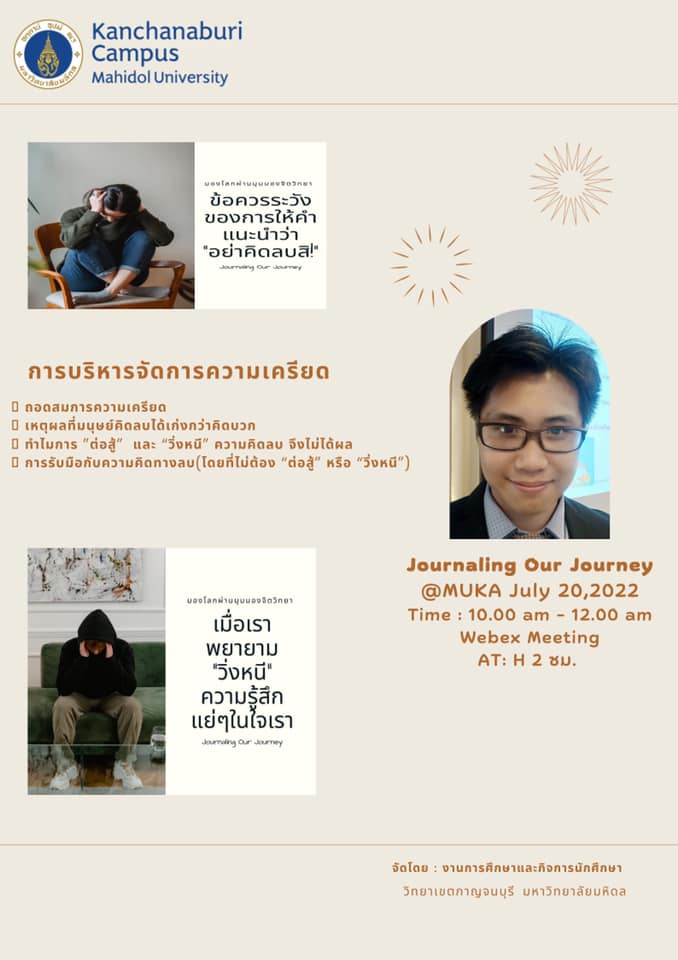 Kanchanaburi
Campus
Mahidol University
มองโลกผ่านมุมมองจิตวิทยา
ข้อควรระวัง
ของการให้คำ
แนะนำว่า
"อย่าคิดลบสิ!"
Journaling Our Journey
การบริหารจัดการความเครียด
ถอดสมการความเครียด
เหตุผลที่มนุษย์คิดลบได้เก่งกว่าคิดบวก
ทำไมการ "ต่อสู้" และ "วิ่งหนี" ความคิดลบ จึงไม่ได้ผล
การรับมือกับความคิดทางลบ(โดยที่ไม่ต้อง "ต่อสู้" หรือ "วิ่งหนี")
Journaling Our Journey
@MUKA July 20,2022
Time : 10.00 am - 12.00 am
Webex Meeting
AT: H 2 ชม.
มองโลกผ่านมุมมองจิตวิทยา
เมื่อเรา
พยายาม
"วิ่งหนี"
ความรู้สึก
แย่ๆในใจเรา
Journaling Our Journey
จัดโดย : งานการศึกษาและกิจการนักศึกษา
วิทยาเขตกาญจนบุรี มหาวิทยาลัยมหิดล